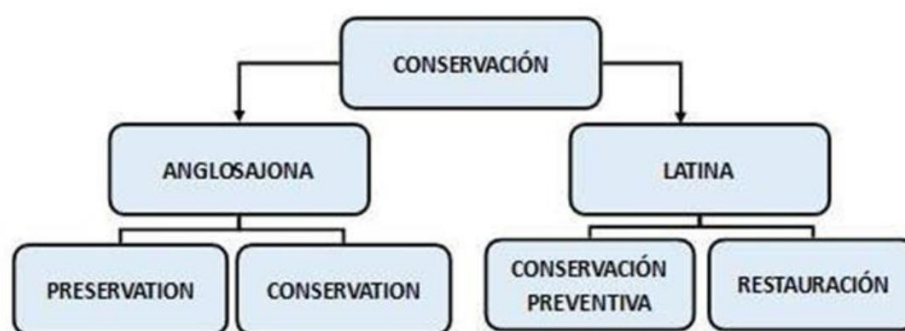 CONSERVACIÓN
ANGLOSAJONA
LATINA
PRESERVATION
CONSERVATION
CONSERVACIÓN
PREVENTIVA
RESTAURACIÓN